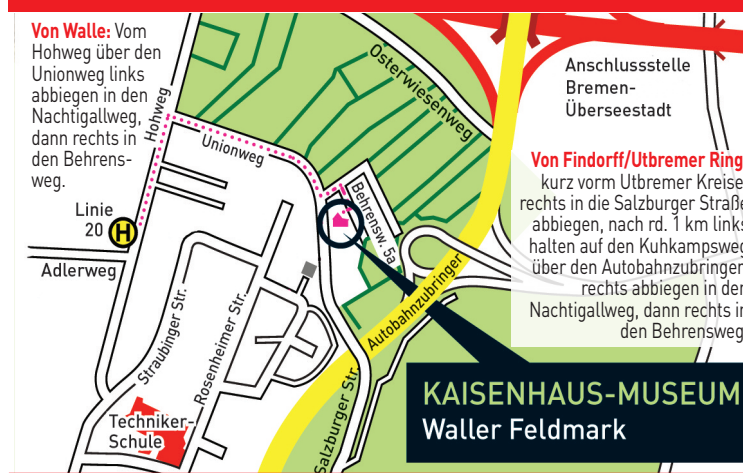 Von Walle: Vom
Hohweg über den
Unionweg links
abbiegen in den
Nachtigallweg,
dann rechts in
den Behrens-
weg.
Hohweg
Unionweg
Osterwiesenweg
Anschlussstelle
Bremen-
Überseestadt
Von Findorff/Utbremer Ring
kurz vorm Utbremer Kreisel
rechts in die Salzburger Straße
abbiegen, nach rd. 1 km links
halten auf den Kuhkampsweg
über den Autobahnzubringer,
rechts abbiegen in den
Nachtigallweg, dann rechts in
den Behrensweg
Linie
20 H
Adlerweg
Behrensw. 5a
Straubinger Str.
Rosenheimer Str.
Autobahnzubringer
Salzburger Str.
Techniker-
Schule
KAISENHAUS-MUSEUM
Waller Feldmark